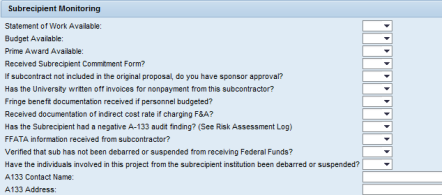 Subrecipient Monitoring
Statement of Work Available:
Budget Available:
Prime Award Available:
Received Subrecipient Commitment Form?
If subcontract not included in the original proposal, do you have sponsor approval?
Has the University written off invoices for nonpayment from this subcontractor?
Fringe benefit documentation received if personnel budgeted?
Received documentation of indirect cost rate if charging F&A?
Has the Subrecipient had a negative A-133 audit finding? (See Risk Assessment Log)
FFATA information received from subcontractor?
Verified that sub has not been debarred or suspended from receiving Federal Funds?
Have the individuals involved in this project from the subrecipient institution been debarred or suspended?
A133 Contact Name:
A133 Address: